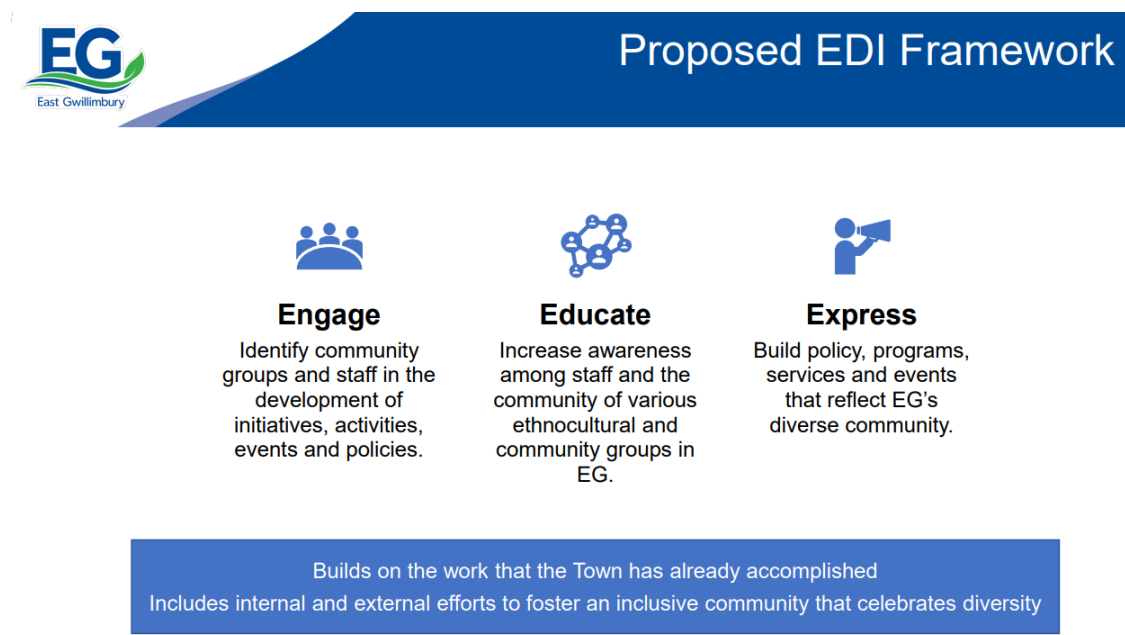 EG
East Gwillimbury
Proposed EDI Framework
Engage
Identify community
groups and staff in the
development of
initiatives, activities,
events and policies.
Educate
Increase awareness
among staff and the
community of various
ethnocultural and
community groups in
EG.
Express
Build policy, programs,
services and events
that reflect EG’s
diverse community.
Builds on the work that the Town has already accomplished
Includes internal and external efforts to foster an inclusive community that celebrates diversity